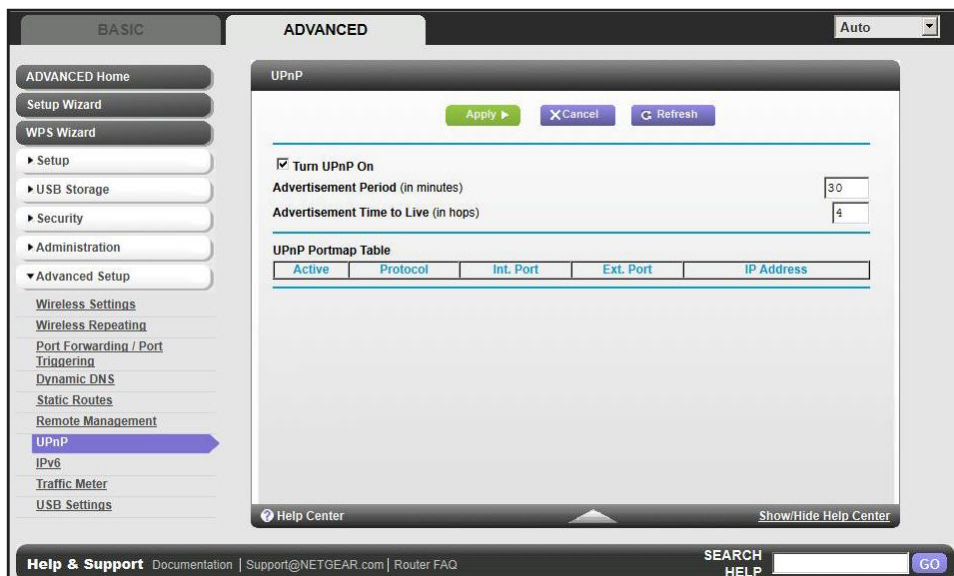 BASIC
ADVANCED
Auto
ADVANCED Home
Setup Wizard
WPS Wizard
Setup
USB Storage
Security
Administration
Advanced Setup
Wireless Settings
Wireless Repeating
Port Forwarding / Port
Triggering
Dynamic DNS
Static Routes
Remote Management
UPnP
IPv6
Traffic Meter
USB Settings
UPnP
Apply
Cancel
Refresh
Turn UPnP On
Advertisement Period (in minutes)
30
Advertisement Time to Live (in hops)
4
UPnP Portmap Table
Active Protocol Int. Port Ext. Port IP Address
Help Center
Show/Hide Help Center
Help & Support Documentation | Support@NETGEAR.com | Router FAQ
SEARCH
HELP
GO